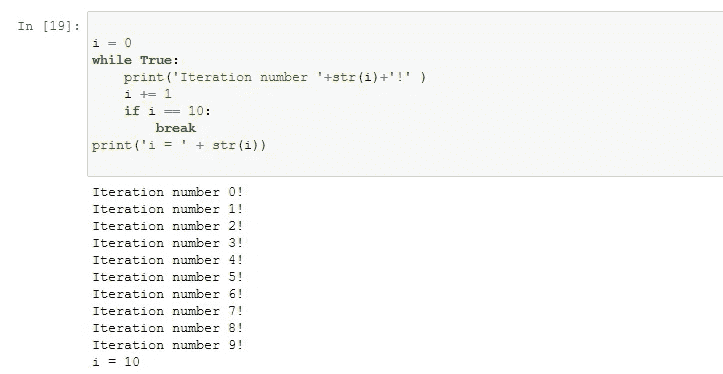 In [19]:
i = 0
while True:
    print('Iteration number '+str(i)+'!' )
    i += 1
    if i == 10:
        break
print('i = ' + str(i))
Iteration number 0!
Iteration number 1!
Iteration number 2!
Iteration number 3!
Iteration number 4!
Iteration number 5!
Iteration number 6!
Iteration number 7!
Iteration number 8!
Iteration number 9!
i = 10